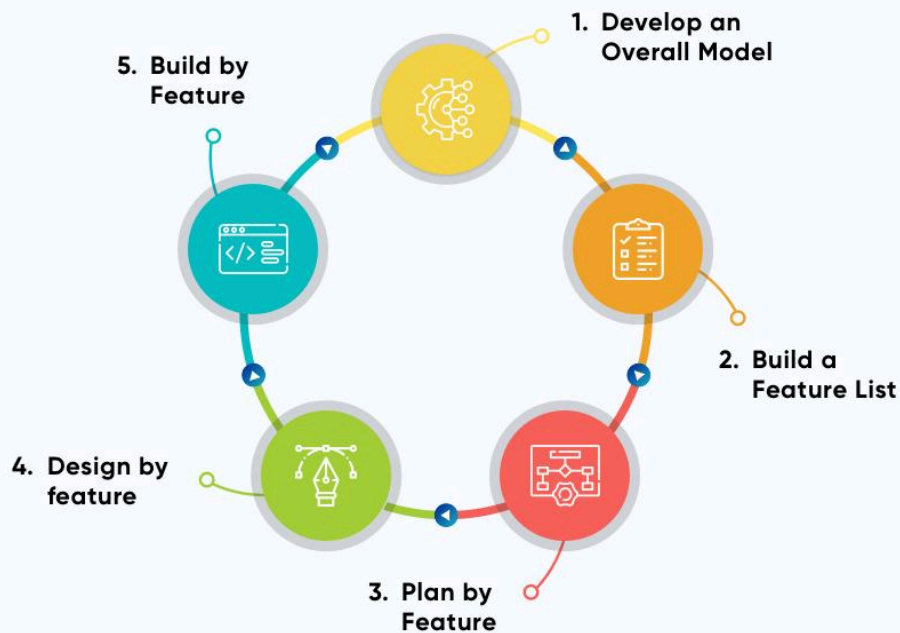 1. Develop an
Overall Model
2. Build a
Feature List
3. Plan by
Feature
4. Design by
feature
5. Build by
Feature